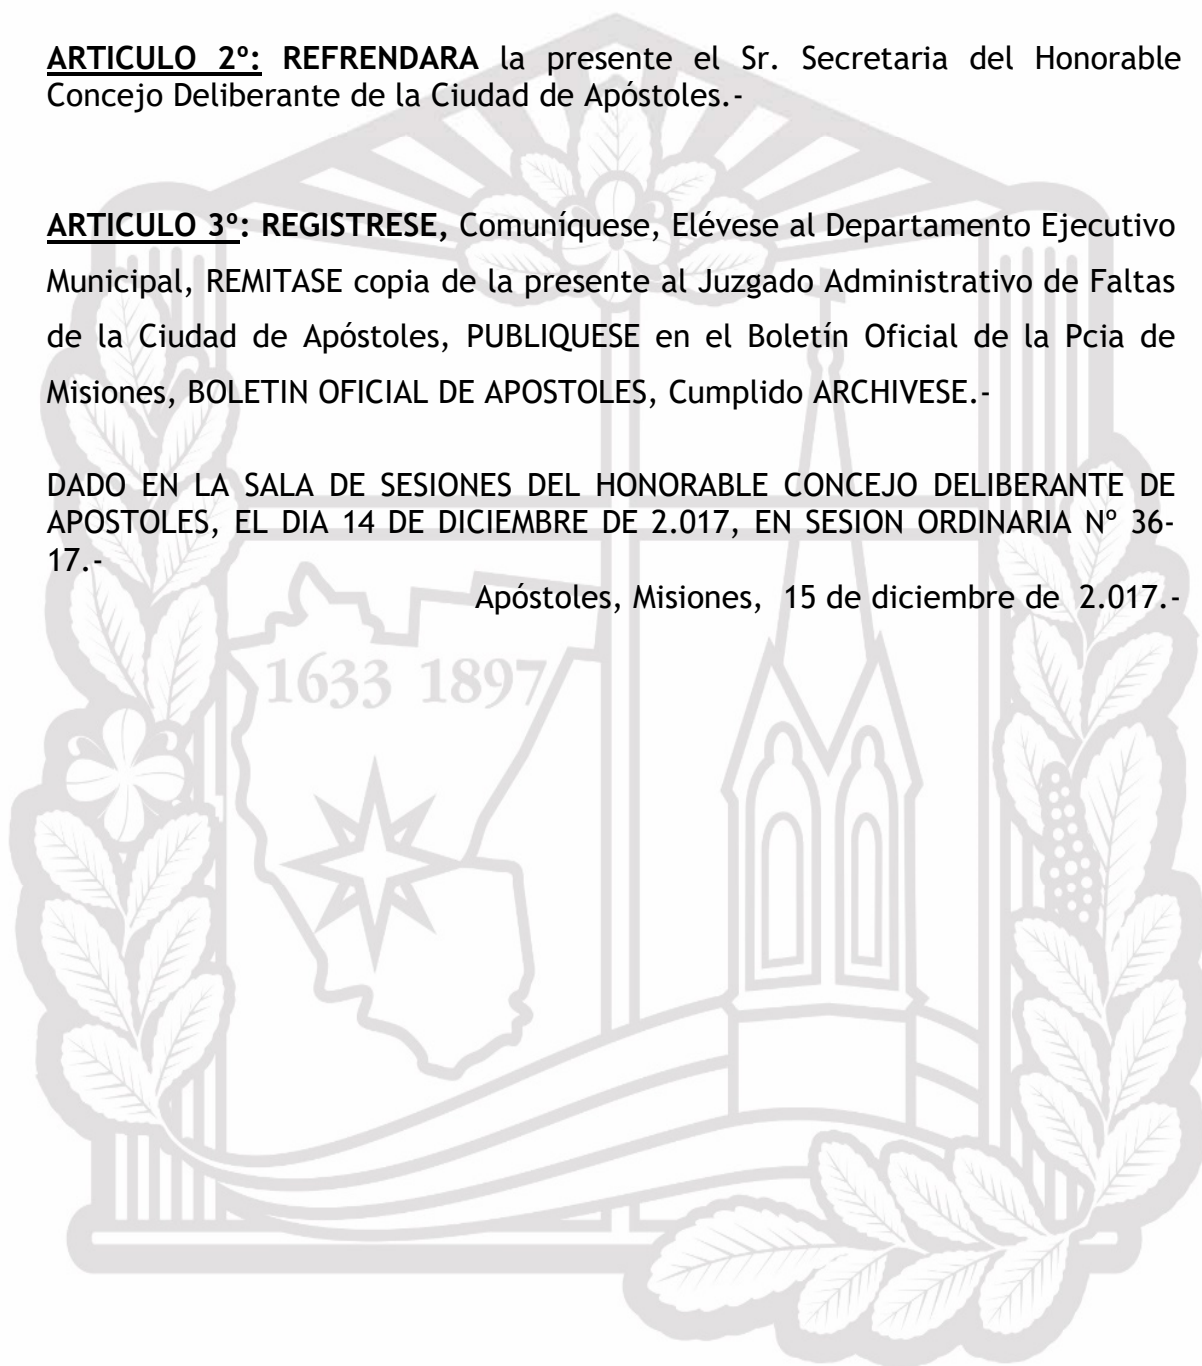 ARTICULO 2º: REFRENDARA la presente el Sr. Secretaria del Honorable
Concejo Deliberante de la Ciudad de Apóstoles.-
ARTICULO 3º: REGISTRESE, Comuníquese, Elévese al Departamento Ejecutivo
Municipal, REMITASE copia de la presente al Juzgado Administrativo de Faltas
de la Ciudad de Apóstoles, PUBLIQUESE en el Boletín Oficial de la Pcia de
Misiones, BOLETIN OFICIAL DE APOSTOLES, Cumplido ARCHIVESE.-
DADO EN LA SALA DE SESIONES DEL HONORABLE CONCEJO DELIBERANTE DE
APOSTOLES, EL DIA 14 DE DICIEMBRE DE 2.017, EN SESION ORDINARIA Nº 36-
17.-
Apóstoles, Misiones, 15 de diciembre de 2.017.-
1633 1897